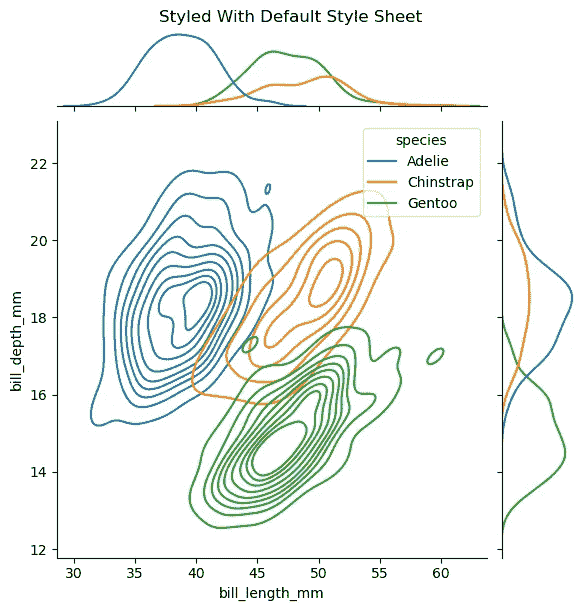 Styled With Default Style Sheet
species
Adelie
Chinstrap
Gentoo
22
20
18
16
14
12
bill_depth_mm
30 35 40 45 50 55 60
bill_length_mm